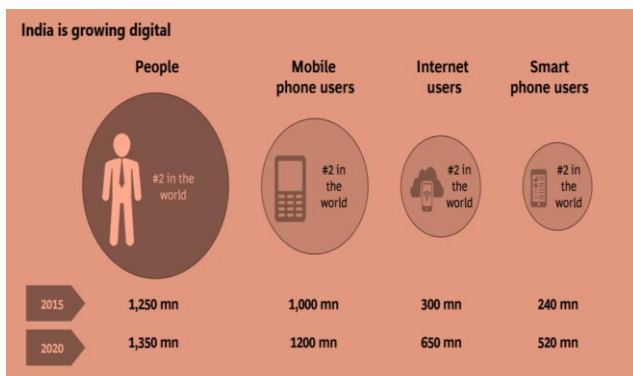 India is growing digital
People
Mobile
phone users
Internet
users
Smart
phone users
#2 in the
world
#2 in
the
world
#2 in
the
world
#2 in
the
world
2015
1,250 mn
1,000 mn
300 mn
240 mn
2020
1,350 mn
1200 mn
650 mn
520 mn